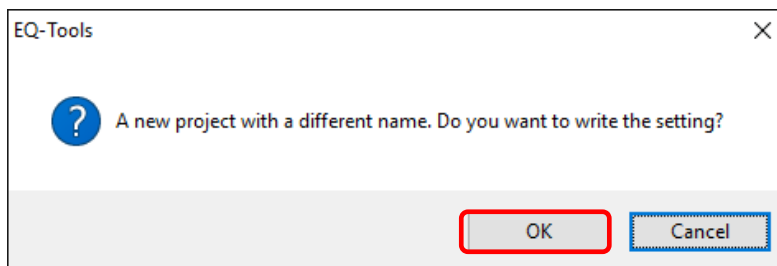 EQ-Tools
A new project with a different name. Do you want to write the setting?
OK
Cancel